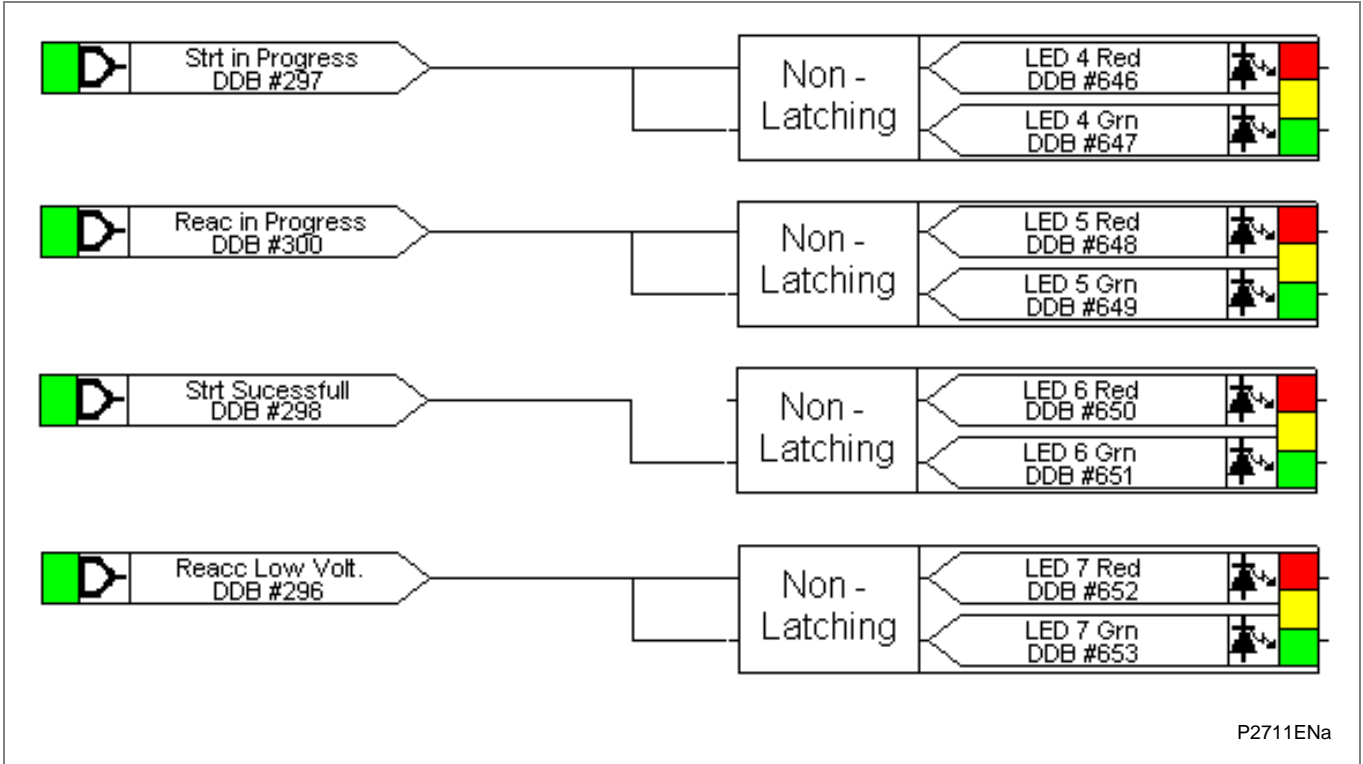 Strt in Progress
DDB #297
Non -
Latching
LED 4 Red
DDB #646
LED 4 Grn
DDB #647
Reac in Progress
DDB #300
Non -
Latching
LED 5 Red
DDB #648
LED 5 Grn
DDB #649
Strt Sucessfull
DDB #298
Non -
Latching
LED 6 Red
DDB #650
LED 6 Grn
DDB #651
Reacc Low Volt.
DDB #296
Non -
Latching
LED 7 Red
DDB #652
LED 7 Grn
DDB #653
P2711ENa